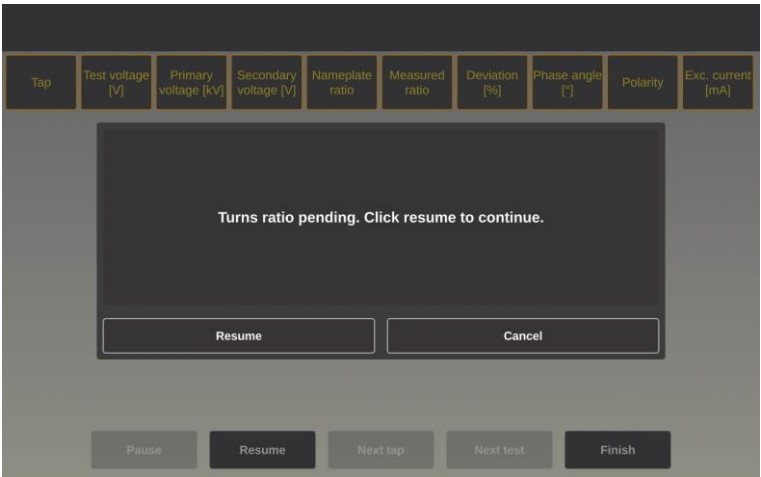 Tap
Test voltage
[V]
Primary
voltage [kV]
Secondary
voltage [V]
Nameplate
ratio
Measured
ratio
Deviation
[%]
Phase angle
[°]
Polarity
Exc. current
[mA]
Turns ratio pending. Click resume to continue.
Resume
Cancel
Pause
Resume
Next tap
Next test
Finish